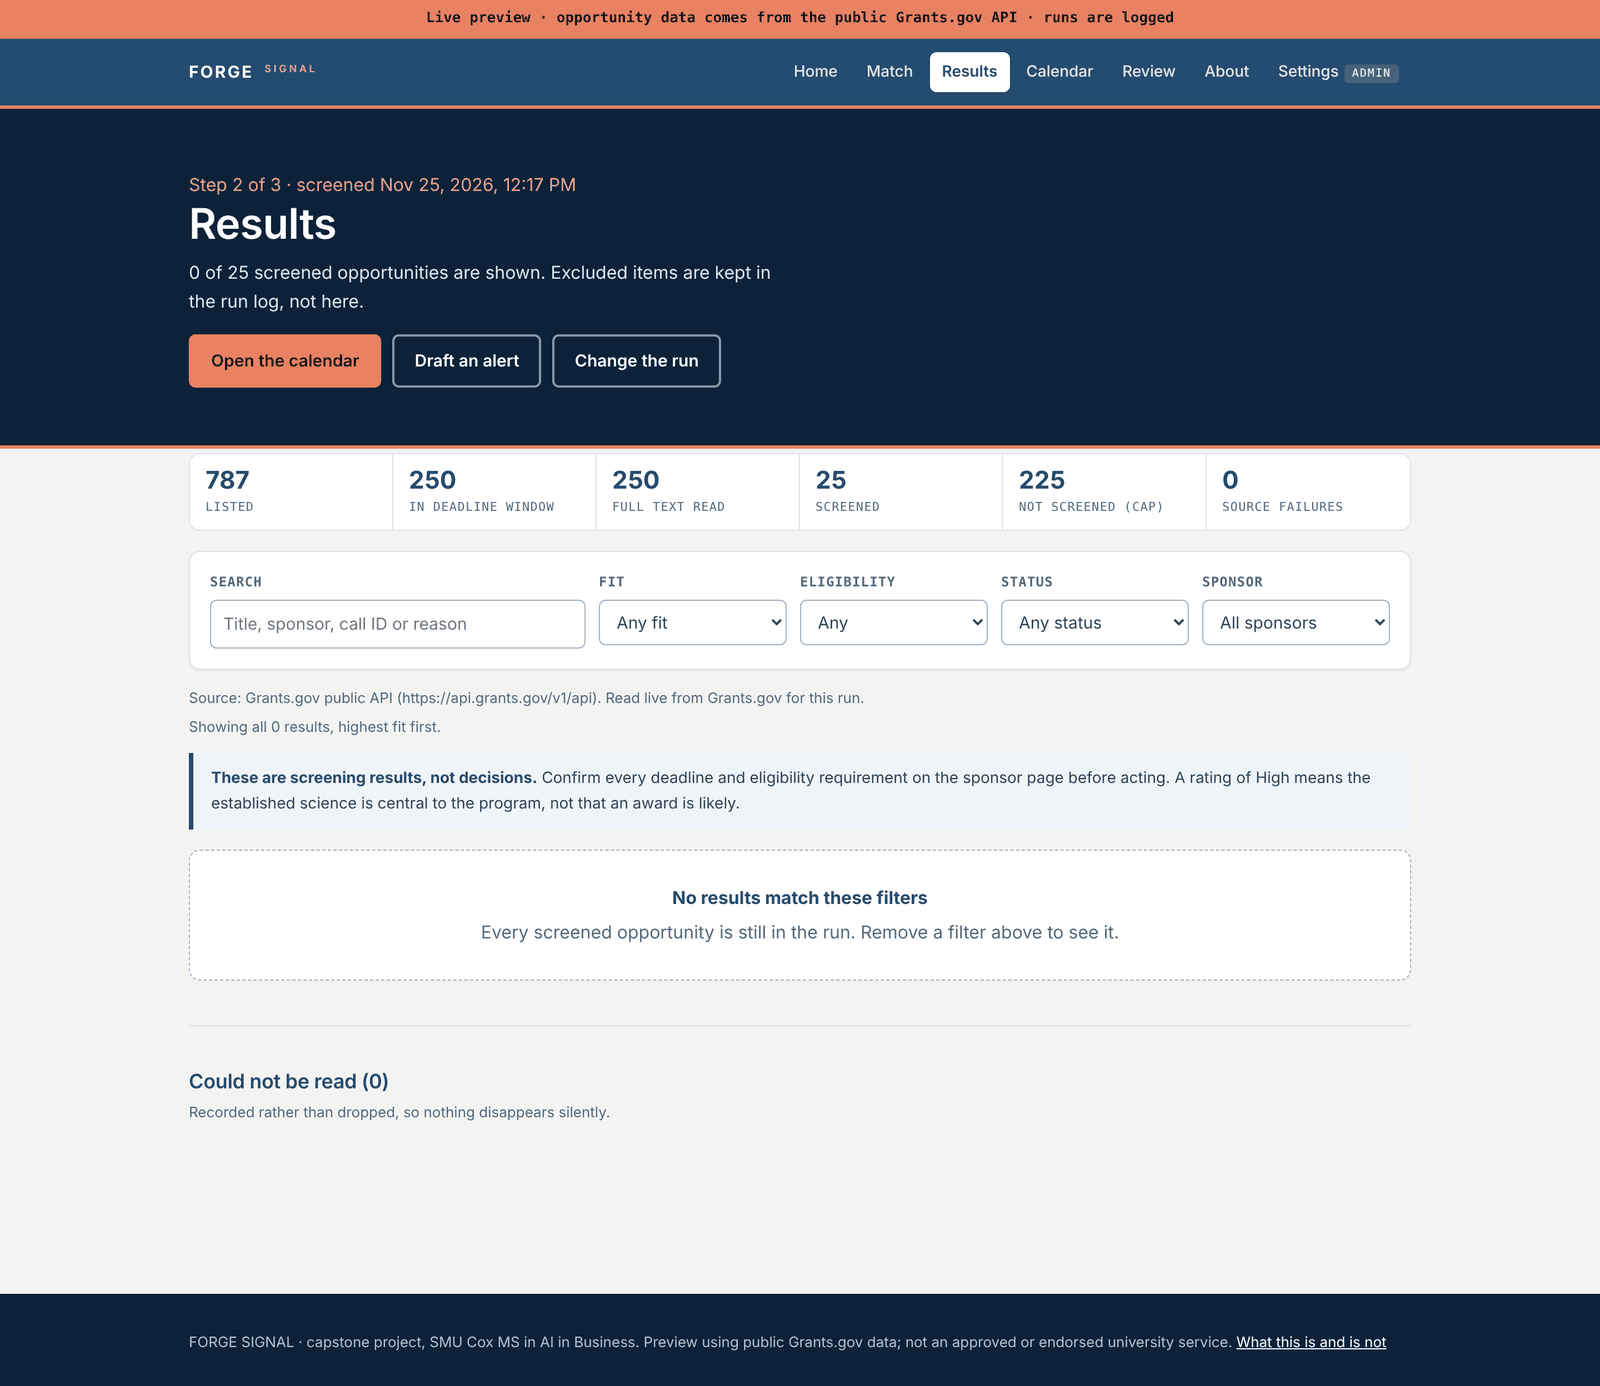 Live preview · opportunity data comes from the public Grants.gov API · runs are logged
FORGE SIGNAL
Home Match Results Calendar Review About Settings ADMIN
Step 2 of 3 · screened Nov 25, 2026, 12:17 PM
Results
0 of 25 screened opportunities are shown. Excluded items are kept in
the run log, not here.
Open the calendar Draft an alert Change the run
787 250 250 25 225 0
LISTED IN DEADLINE WINDOW FULL TEXT READ SCREENED NOT SCREENED (CAP) SOURCE FAILURES
SEARCH FIT ELIGIBILITY STATUS SPONSOR
Title, sponsor, call ID or reason Any fit Any Any status All sponsors
Source: Grants.gov public API (https://api.grants.gov/v1/api). Read live from Grants.gov for this run.
Showing all 0 results, highest fit first.
These are screening results, not decisions. Confirm every deadline and eligibility requirement on the sponsor page before acting. A rating of High means the
established science is central to the program, not that an award is likely.
No results match these filters
Every screened opportunity is still in the run. Remove a filter above to see it.
Could not be read (0)
Recorded rather than dropped, so nothing disappears silently.
FORGE SIGNAL · capstone project, SMU Cox MS in AI in Business. Preview using public Grants.gov data; not an approved or endorsed university service. What this is and is not